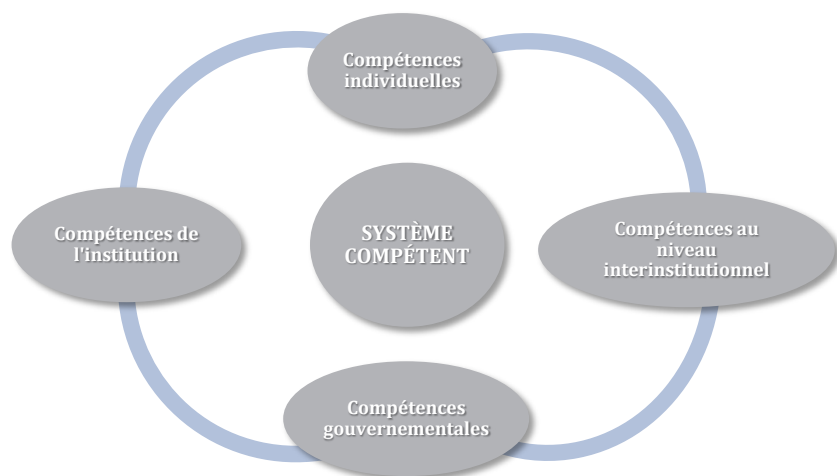 Compétences
individuelles
Compétences de
l'institution
SYSTÈME
COMPÉTENT
Compétences au
niveau
interinstitutionnel
Compétences
gouvernementales